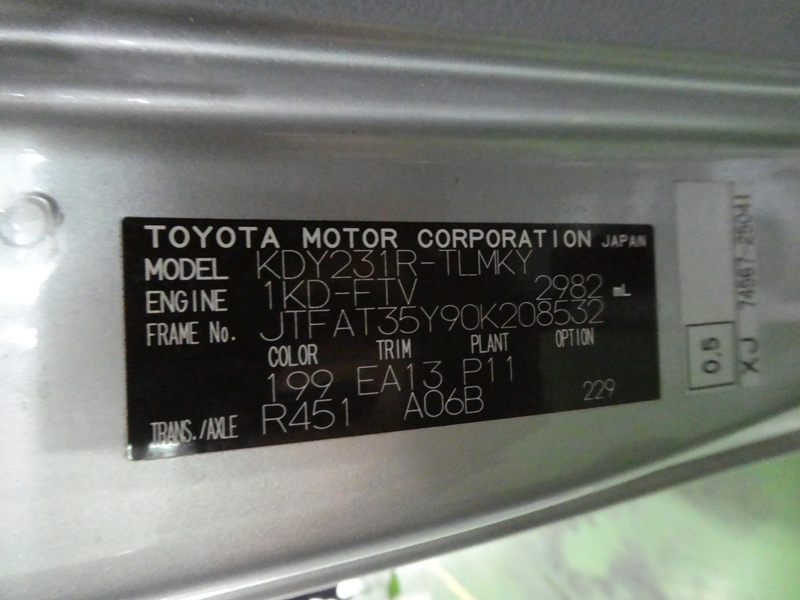 TOYOTA MOTOR CORPORATION JAPAN
MODEL KDY231R-TLMKY
ENGINE 1KD-FTV 2982 mL
FRAME No. JTFAT35Y90K208532
COLOR TRIM PLANT OPTION
199 EA13 P11
TRANS./AXLE R451 A06B 229
0.5
XJ 74567-25041